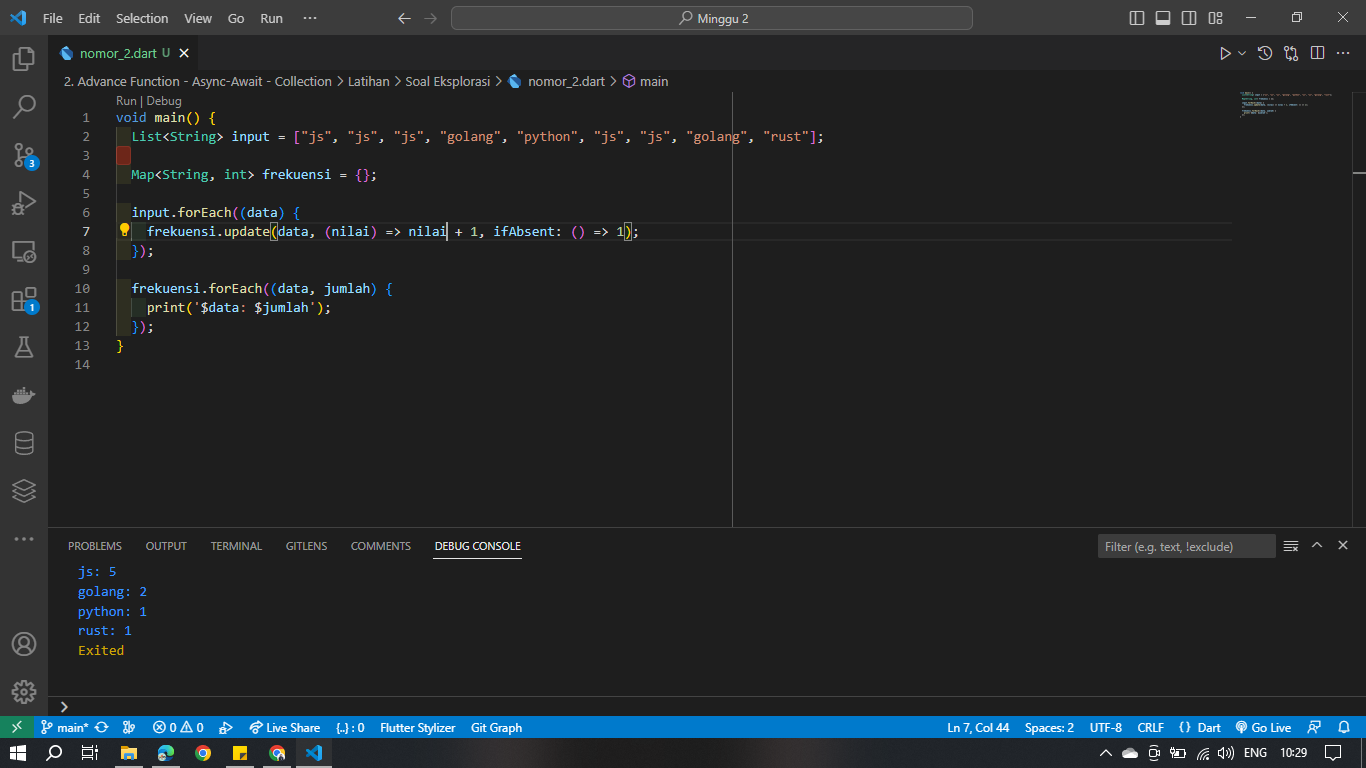 File Edit Selection View Go Run ··· Minggu 2
nomor_2.dart U
2. Advance Function - Async-Await - Collection > Latihan > Soal Eksplorasi > nomor_2.dart > main
Run | Debug
1 void main() {
2 List<String> input = ["js", "js", "js", "golang", "python", "js", "js", "golang", "rust"];
3
4 Map<String, int> frekuensi = {};
5
6 input.forEach((data) {
7 frekuensi.update(data, (nilai) => nilai + 1, ifAbsent: () => 1);
8 });
9
10 frekuensi.forEach((data, jumlah) {
11 print('$data: $jumlah');
12 });
13 }
14
3
1
PROBLEMS OUTPUT TERMINAL GITLENS COMMENTS DEBUG CONSOLE Filter (e.g. text, !exclude)
js: 5
golang: 2
python: 1
rust: 1
Exited
main* 0 0 Live Share {..} : 0 Flutter Stylizer Git Graph Ln 7, Col 44 Spaces: 2 UTF-8 CRLF {} Dart Go Live
ENG 10:29